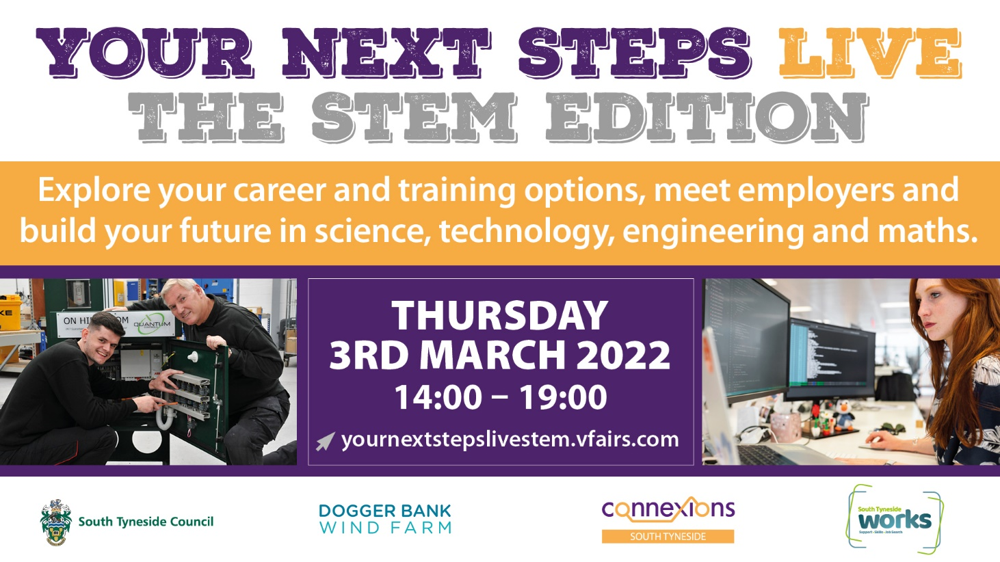 YOUR NEXT STEPS LIVE
THE STEM EDITION
Explore your career and training options, meet employers and
build your future in science, technology, engineering and maths.
KE
ON HI
OM
QUANTUM
THURSDAY
3RD MARCH 2022
14:00 – 19:00
yournextstepslivestem.vfairs.com
South Tyneside Council
DOGGER BANK
WIND FARM
connexions
SOUTH TYNESIDE
South Tyneside
works
Support - Skills - Job Search